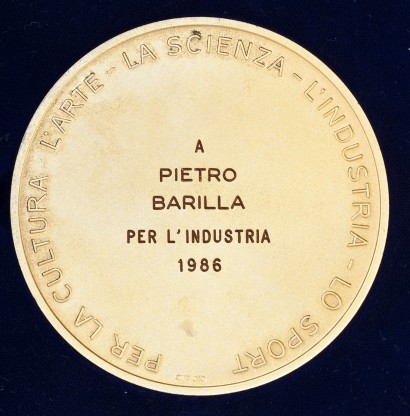 PER LA CULTURA - L'ARTE - LA SCIENZA - L'INDUSTRIA - LO SPORT
A
PIETRO
BARILLA
PER L'INDUSTRIA
1986